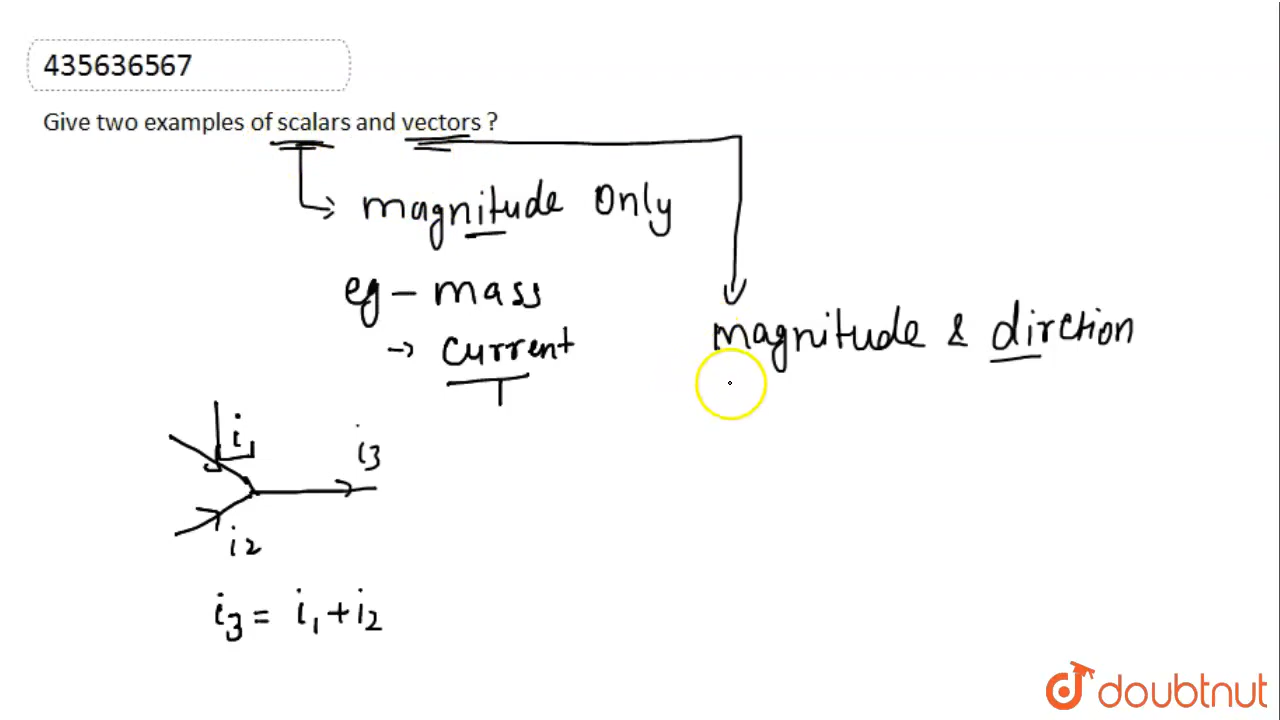 435636567
Give two examples of scalars and vectors ?
magnitude Only
eg - mass
→ current
magnitude & dirction
i1
i3
i2
i3 = i1 + i2
doubtnut